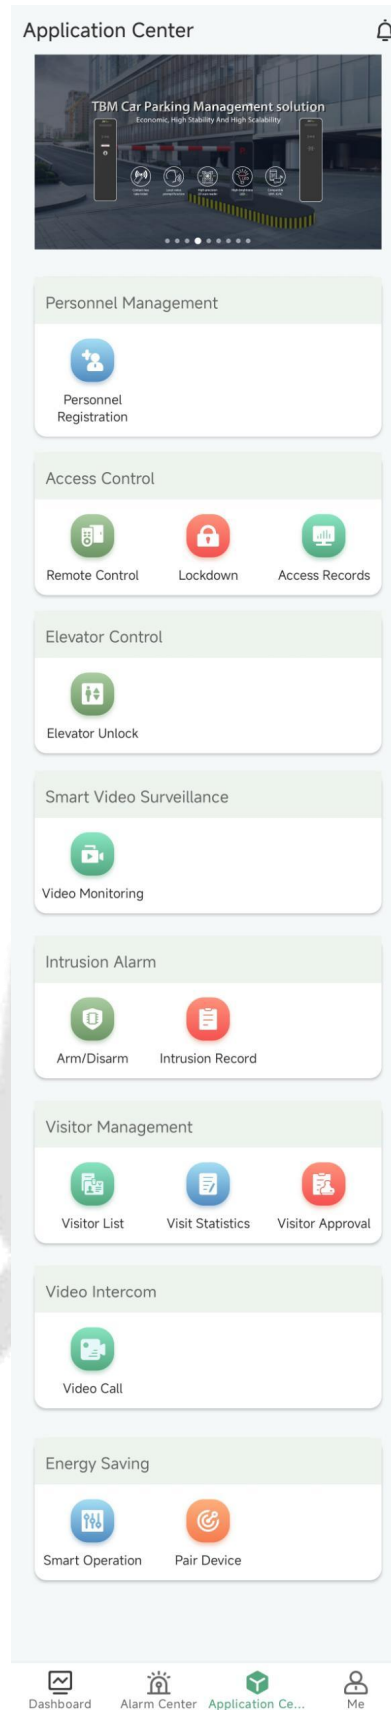 Application Center
TBM Car Parking Management solution
Economic, High Stability And High Scalability
Personnel Management
Personnel
Registration
Access Control
Remote Control
Lockdown
Access Records
Elevator Control
Elevator Unlock
Smart Video Surveillance
Video Monitoring
Intrusion Alarm
Arm/Disarm
Intrusion Record
Visitor Management
Visitor List
Visit Statistics
Visitor Approval
Video Intercom
Video Call
Energy Saving
Smart Operation
Pair Device
Dashboard
Alarm Center
Application Ce...
Me